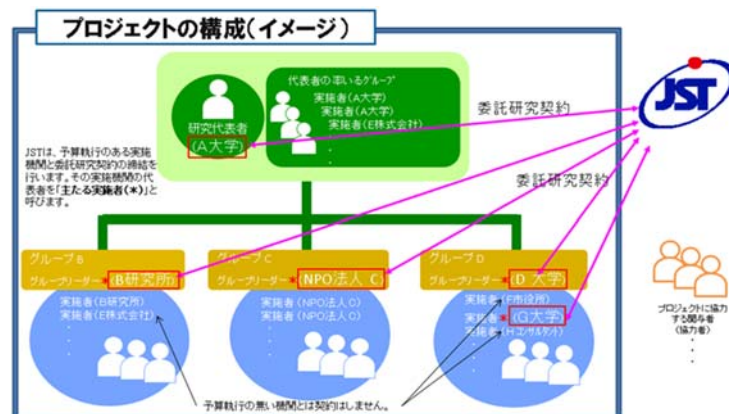 プロジェクトの構成(イメージ)
代表者の率いるグループ
実施者(A大学)
実施者(A大学)
実施者(E株式会社)
・
・
研究代表者
(A大学)
委託研究契約
JST
JSTは、予算執行のある実施
機関と委託研究契約の締結を
行います。その実施機関の代
表者を「主たる実施者(*)」と
呼びます。
委託研究契約
グループB
グループリーダー*(B研究所)
グループC
グループリーダー*(NPO法人 C)
グループD
グループリーダー*(D 大学)
実施者(B研究所)
実施者(E株式会社)
・
・
・
実施者(NPO法人C)
実施者(NPO法人C)
・
・
・
実施者(F市役所)
実施者*(G大学)
実施者(Hコンサルタント)
・
・
・
プロジェクトに協力
する関与者
(協力者)
・
・
・
予算執行の無い機関とは契約はしません。